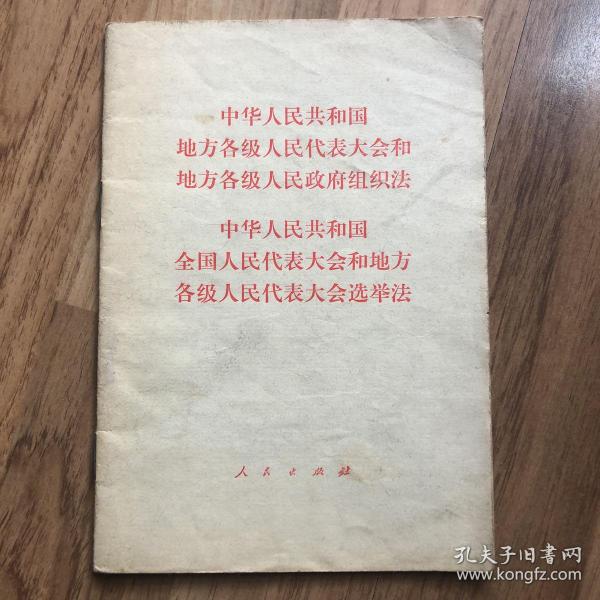 中华人民共和国
地方各级人民代表大会和
地方各级人民政府组织法
中华人民共和国
全国人民代表大会和地方
各级人民代表大会选举法
人民出版社
孔夫子旧書网
www.kongfz.com